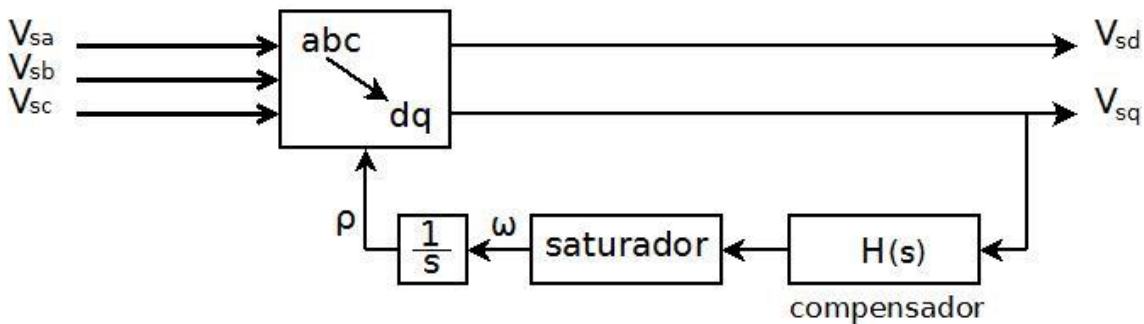 Vsa
Vsb
Vsc
abc
dq
Vsd
Vsq
ρ
1
s
ω
saturador
H(s)
compensador